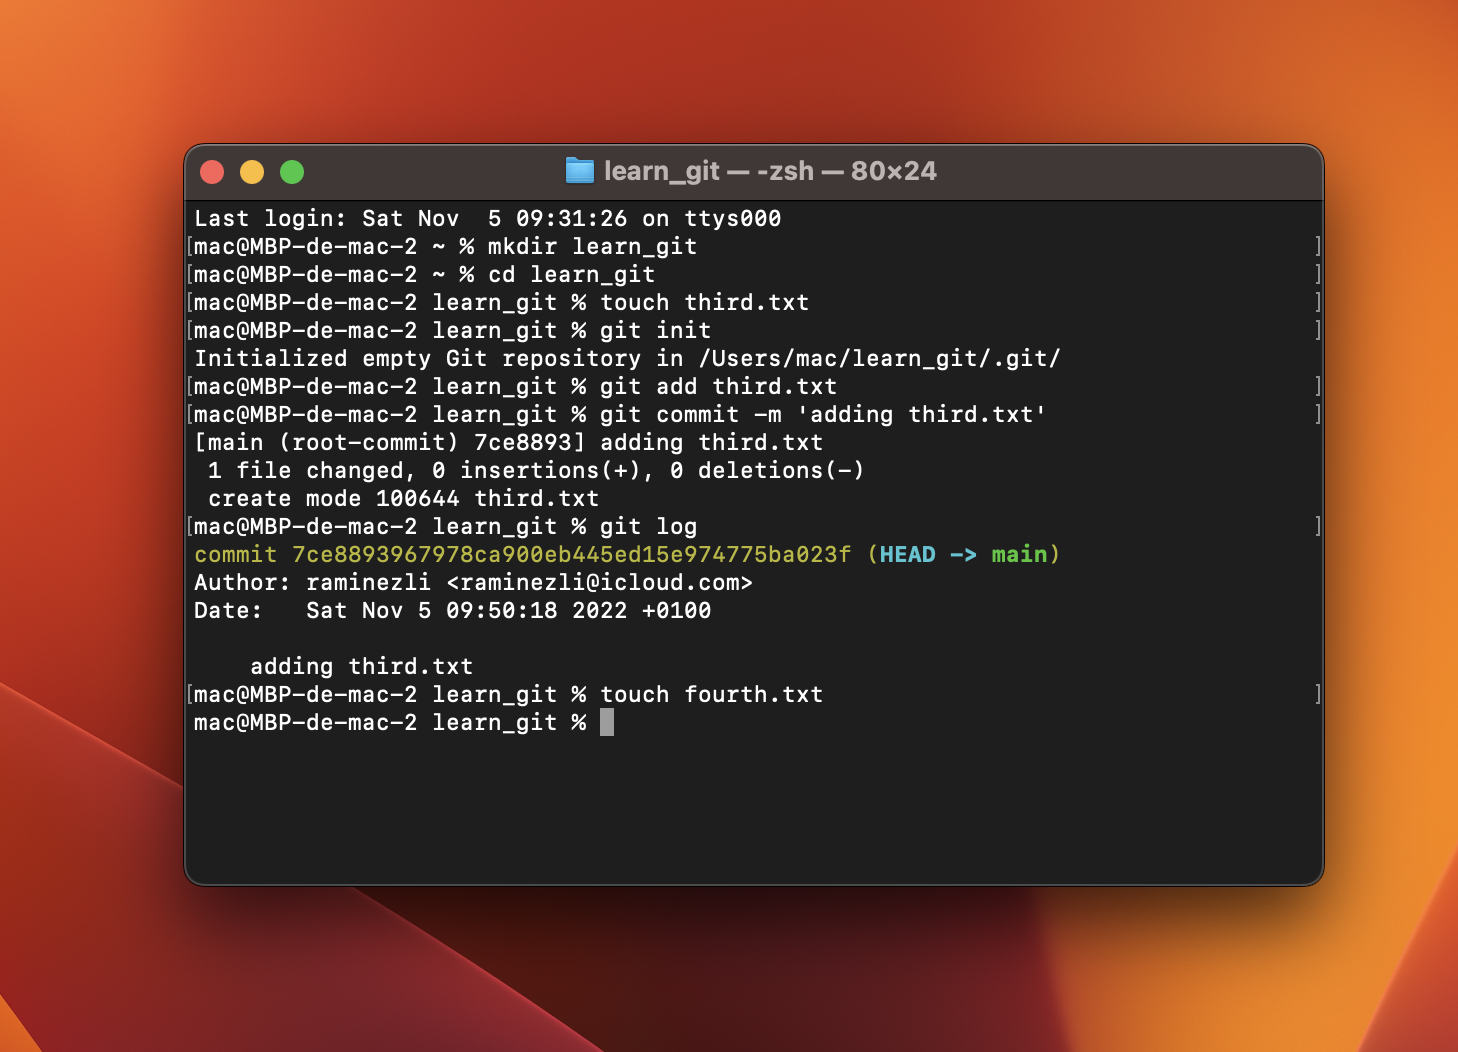 learn_git — -zsh — 80×24
Last login: Sat Nov  5 09:31:26 on ttys000
[mac@MBP-de-mac-2 ~ % mkdir learn_git ]
[mac@MBP-de-mac-2 ~ % cd learn_git ]
[mac@MBP-de-mac-2 learn_git % touch third.txt ]
[mac@MBP-de-mac-2 learn_git % git init ]
Initialized empty Git repository in /Users/mac/learn_git/.git/
[mac@MBP-de-mac-2 learn_git % git add third.txt ]
[mac@MBP-de-mac-2 learn_git % git commit -m 'adding third.txt' ]
[main (root-commit) 7ce8893] adding third.txt
 1 file changed, 0 insertions(+), 0 deletions(-)
 create mode 100644 third.txt
[mac@MBP-de-mac-2 learn_git % git log ]
commit 7ce8893967978ca900eb445ed15e974775ba023f (HEAD -> main)
Author: raminezli <raminezli@icloud.com>
Date:   Sat Nov 5 09:50:18 2022 +0100
    adding third.txt
[mac@MBP-de-mac-2 learn_git % touch fourth.txt ]
mac@MBP-de-mac-2 learn_git %